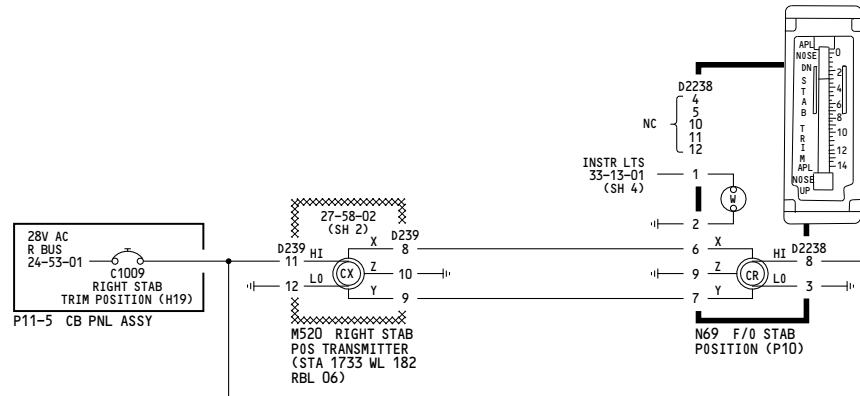 APL
NOSE
DN
S
T
A
B
T
R
I
M
APL
NOSE
UP
0
2
4
6
8
10
12
14
D2238
4
5
NC
10
11
12
INSTR LTS
33-13-01
(SH 4)
1
W
2
28V AC
R BUS
24-53-01
C1009
RIGHT STAB
TRIM POSITION (H19)
P11-5 CB PNL ASSY
27-58-02
(SH 2)
D239
11
HI
12
LO
CX
X
Z
Y
D239
8
10
9
M520 RIGHT STAB
POS TRANSMITTER
(STA 1733 WL 182
RBL 06)
6
X
9
Z
7
Y
CR
HI
LO
D2238
8
3
N69 F/O STAB
POSITION (P10)